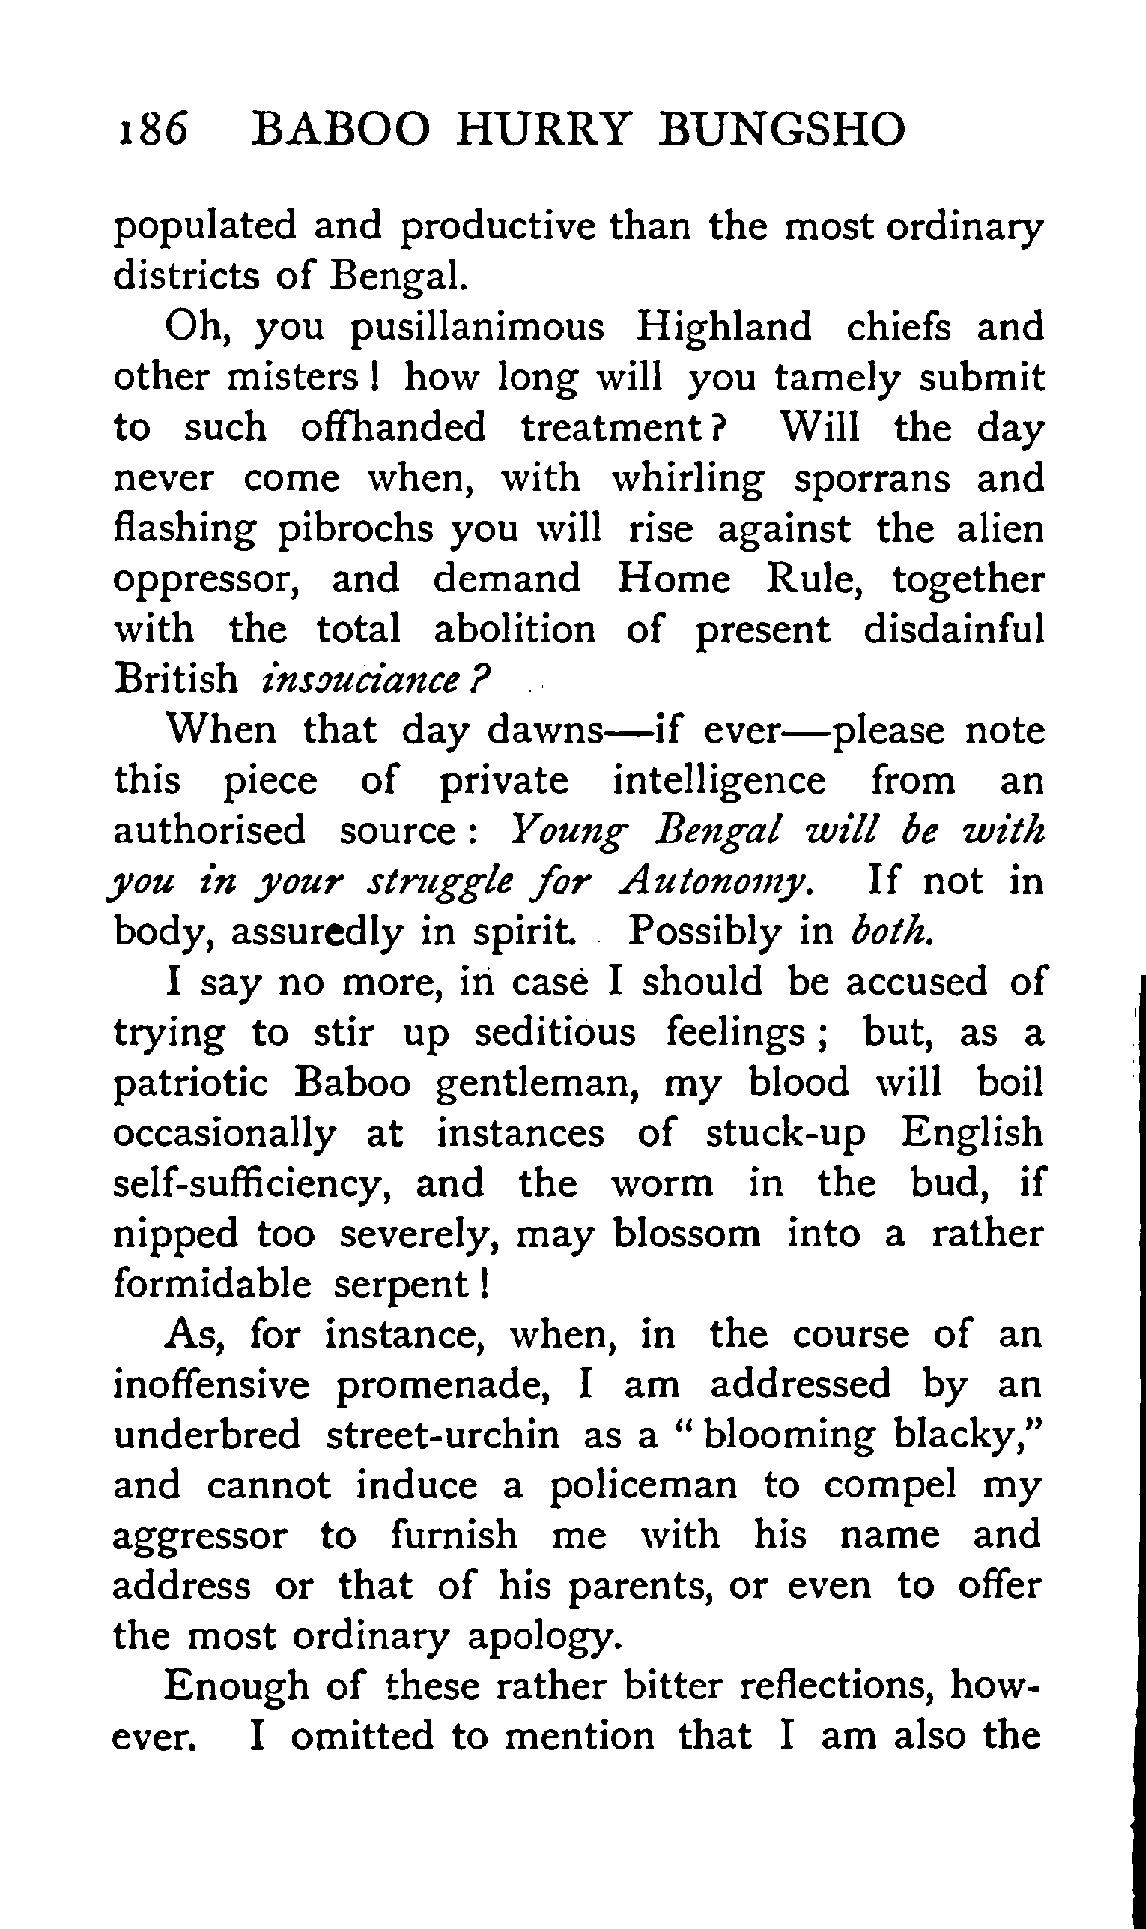 186 BABOO HURRY BUNGSHO
populated and productive than the most ordinary
districts of Bengal.
Oh, you pusillanimous Highland chiefs and
other misters ! how long will you tamely submit
to such offhanded treatment ? Will the day
never come when, with whirling sporrans and
flashing pibrochs you will rise against the alien
oppressor, and demand Home Rule, together
with the total abolition of present disdainful
British insouciance ?
When that day dawns—if ever—please note
this piece of private intelligence from an
authorised source : Young Bengal will be with
you in your struggle for Autonomy. If not in
body, assuredly in spirit. Possibly in both.
I say no more, in case I should be accused of
trying to stir up seditious feelings ; but, as a
patriotic Baboo gentleman, my blood will boil
occasionally at instances of stuck-up English
self-sufficiency, and the worm in the bud, if
nipped too severely, may blossom into a rather
formidable serpent !
As, for instance, when, in the course of an
inoffensive promenade, I am addressed by an
underbred street-urchin as a “ blooming blacky,”
and cannot induce a policeman to compel my
aggressor to furnish me with his name and
address or that of his parents, or even to offer
the most ordinary apology.
Enough of these rather bitter reflections, how-
ever. I omitted to mention that I am also the